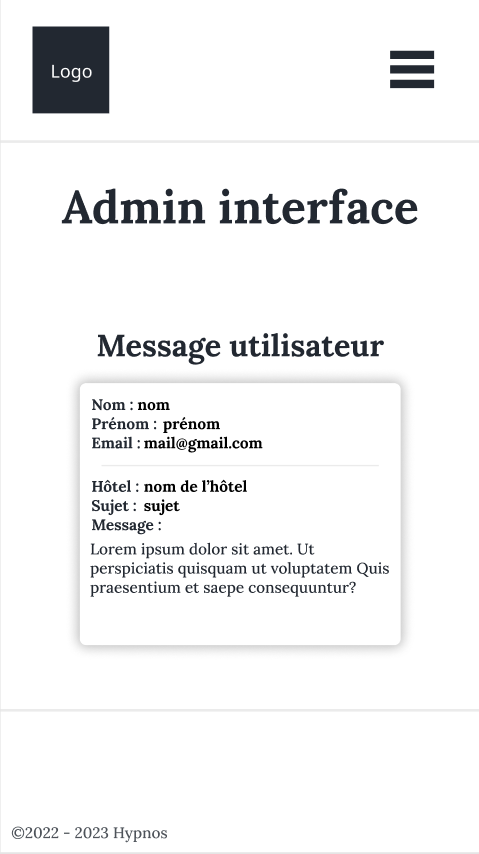 Logo
Admin interface
Message utilisateur
Nom : nom
Prénom : prénom
Email : mail@gmail.com
Hôtel : nom de l'hôtel
Sujet : sujet
Message :
Lorem ipsum dolor sit amet. Ut
perspiciatis quisquam ut voluptatem Quis
praesentium et saepe consequuntur?
©2022 - 2023 Hypnos